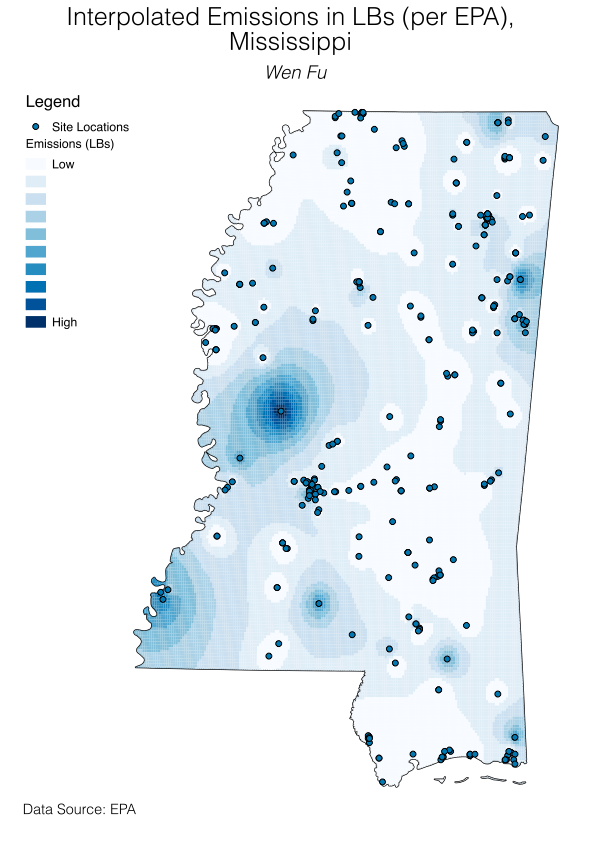 Interpolated Emissions in LBs (per EPA),
Mississippi
Wen Fu
Legend
Site Locations
Emissions (LBs)
Low
High
Data Source: EPA